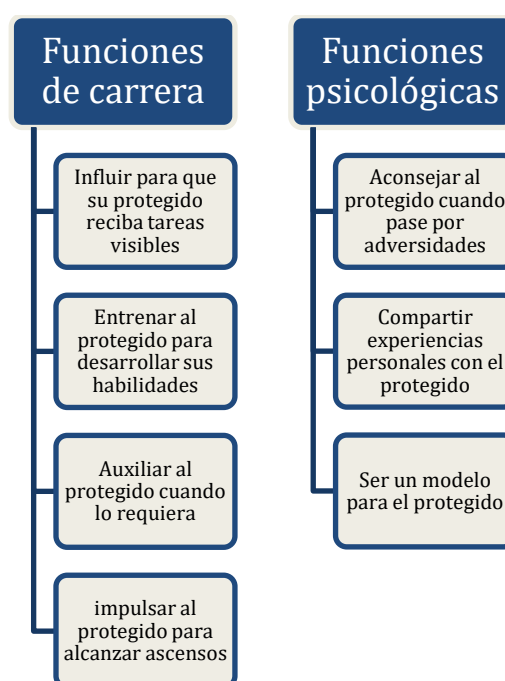 Funciones
de carrera
Influir para que
su protegido
reciba tareas
visibles
Entrenar al
protegido para
desarrollar sus
habilidades
Auxiliar al
protegido cuando
lo requiera
impulsar al
protegido para
alcanzar ascensos
Funciones
psicológicas
Aconsejar al
protegido cuando
pase por
adversidades
Compartir
experiencias
personales con el
protegido
Ser un modelo
para el protegido